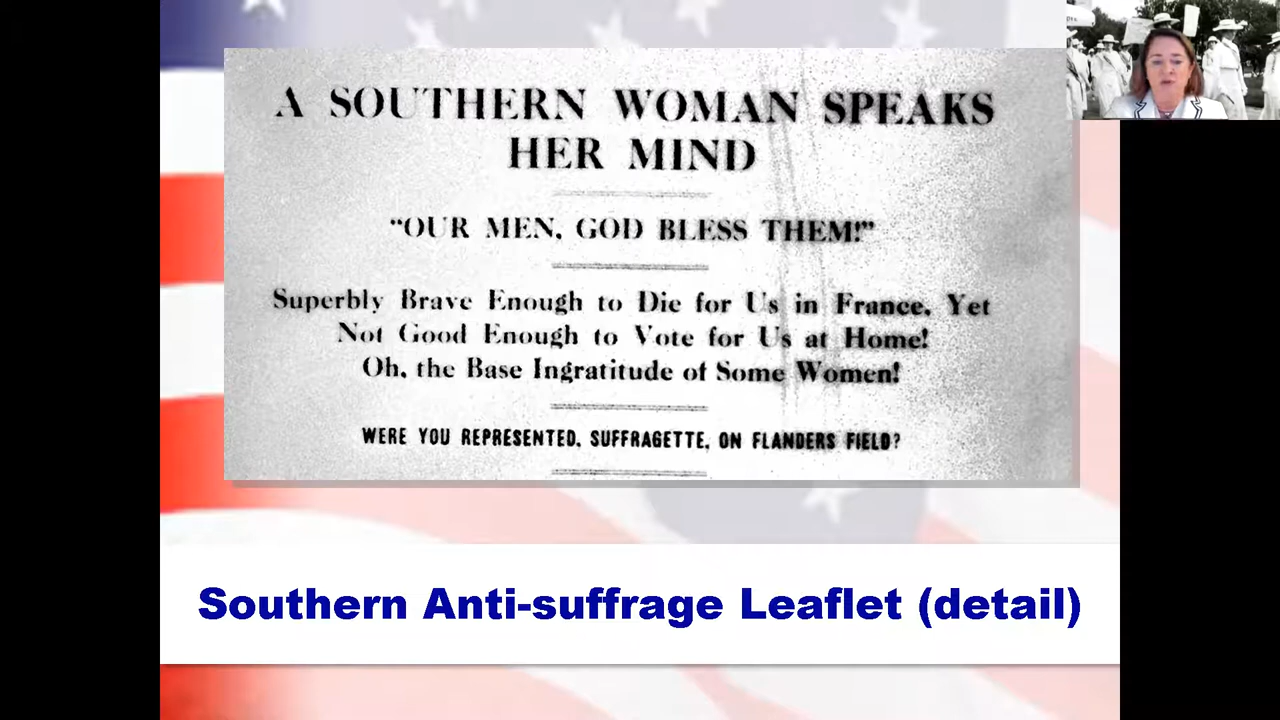 A SOUTHERN WOMAN SPEAKS
HER MIND
"OUR MEN, GOD BLESS THEM!"
Superbly Brave Enough to Die for Us in France, Yet
Not Good Enough to Vote for Us at Home!
Oh, the Base Ingratitude of Some Women!
WERE YOU REPRESENTED, SUFFRAGETTE, ON FLANDERS FIELD?
Southern Anti-suffrage Leaflet (detail)